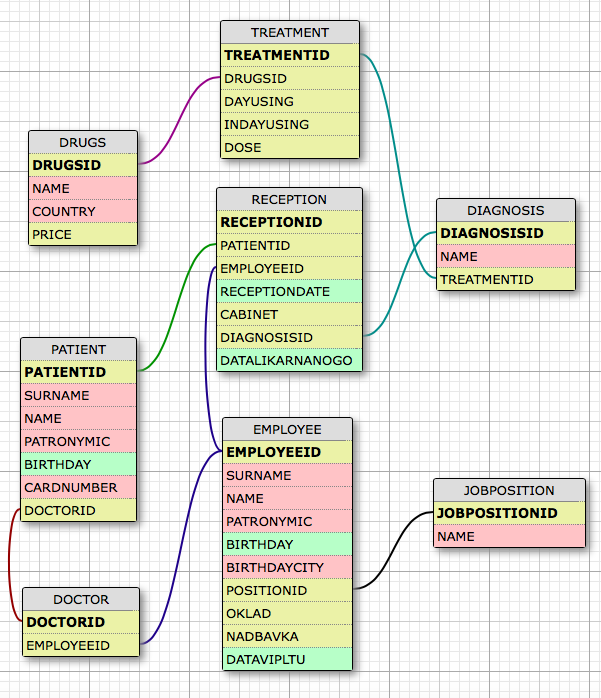 TREATMENT
TREATMENTID
DRUGSID
DAYUSING
INDAYUSING
DOSE
DRUGS
DRUGSID
NAME
COUNTRY
PRICE
RECEPTION
RECEPTIONID
PATIENTID
EMPLOYEEID
RECEPTIONDATE
CABINET
DIAGNOSISID
DATALIKARNANOGO
DIAGNOSIS
DIAGNOSISID
NAME
TREATMENTID
PATIENT
PATIENTID
SURNAME
NAME
PATRONYMIC
BIRTHDAY
CARDNUMBER
DOCTORID
EMPLOYEE
EMPLOYEEID
SURNAME
NAME
PATRONYMIC
BIRTHDAY
BIRTHDAYCITY
POSITIONID
OKLAD
NADBAVKA
DATAVIPLTU
JOBPOSITION
JOBPOSITIONID
NAME
DOCTOR
DOCTORID
EMPLOYEEID